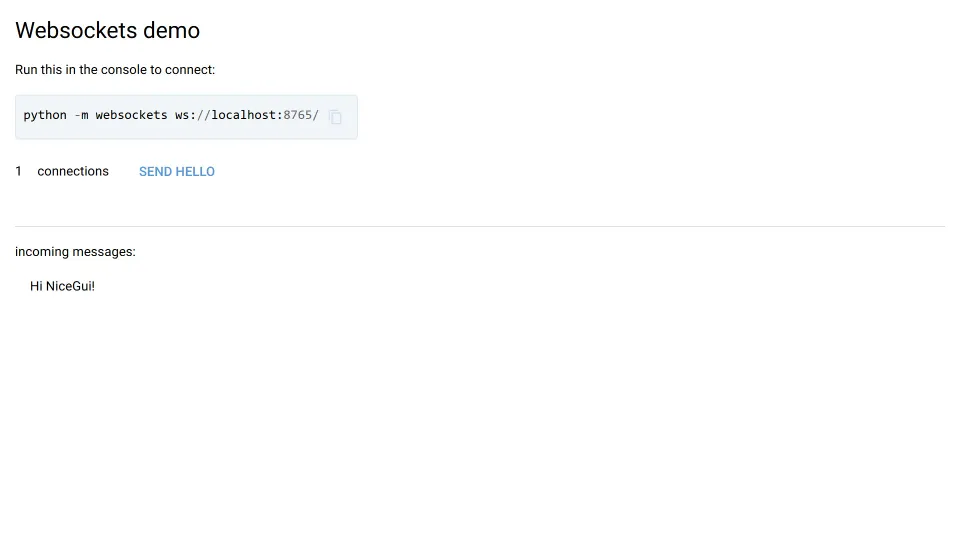 Websockets demo
Run this in the console to connect:
python -m websockets ws://localhost:8765/
1 connections SEND HELLO
incoming messages:
Hi NiceGui!